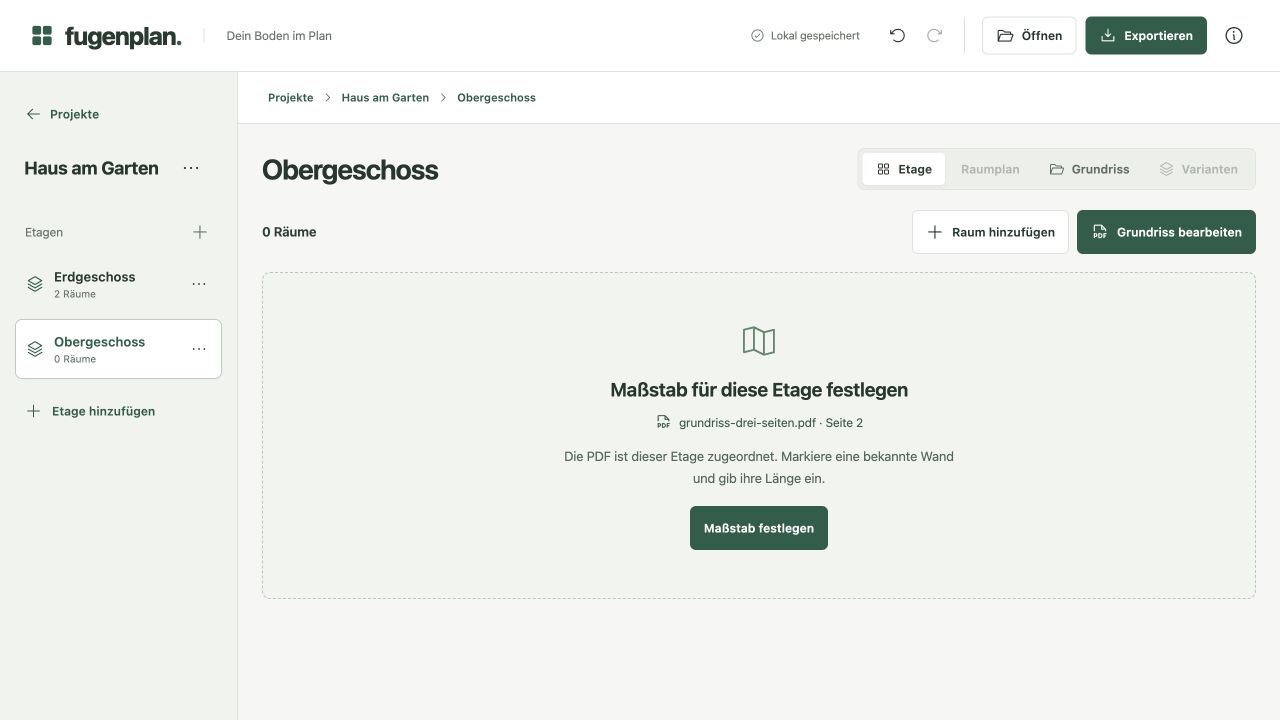 fugenplan.
Dein Boden im Plan
Lokal gespeichert
Öffnen
Exportieren
Projekte
Haus am Garten
Etagen
Erdgeschoss
2 Räume
Obergeschoss
0 Räume
Etage hinzufügen
Projekte > Haus am Garten > Obergeschoss
Obergeschoss
Etage
Raumplan
Grundriss
Varianten
0 Räume
Raum hinzufügen
PDF Grundriss bearbeiten
Maßstab für diese Etage festlegen
PDF grundriss-drei-seiten.pdf · Seite 2
Die PDF ist dieser Etage zugeordnet. Markiere eine bekannte Wand
und gib ihre Länge ein.
Maßstab festlegen